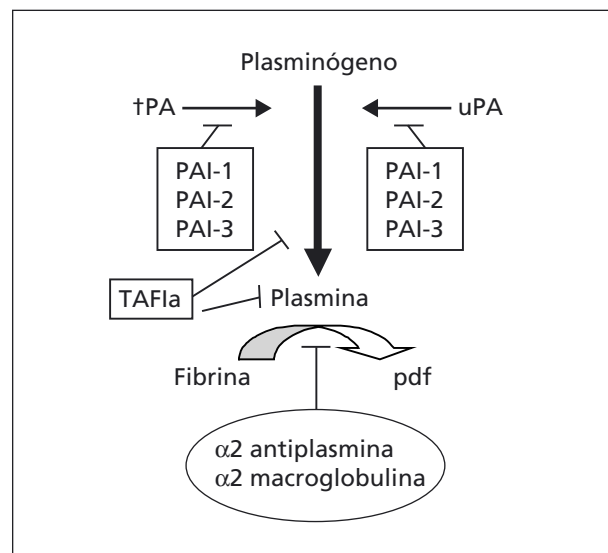 Plasminógeno
†PA
uPA
PAI-1
PAI-2
PAI-3
PAI-1
PAI-2
PAI-3
TAFIa
Plasmina
Fibrina
pdf
α2 antiplasmina
α2 macroglobulina